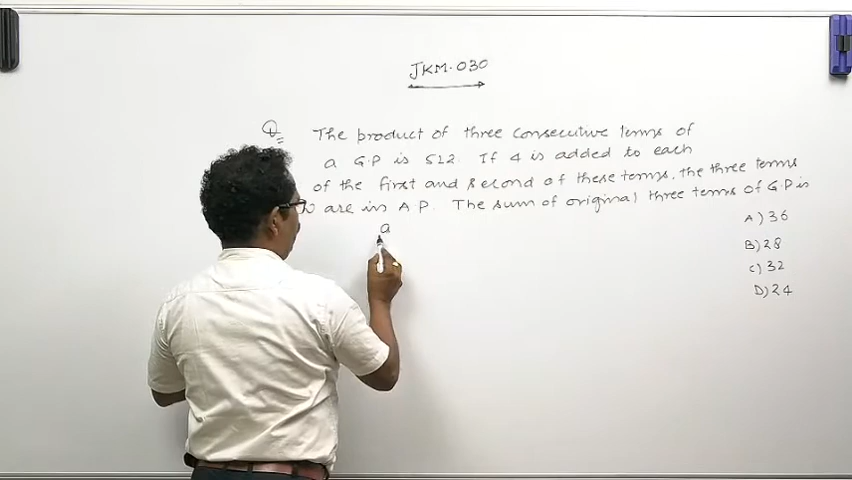 JKM-030
Q The product of three consecutive terms of
a G.P is 512. If 4 is added to each
of the first and second of these terms, the three terms
are in A P. The sum of original three terms of G.P is
a
A) 36
B) 28
C) 32
D) 24